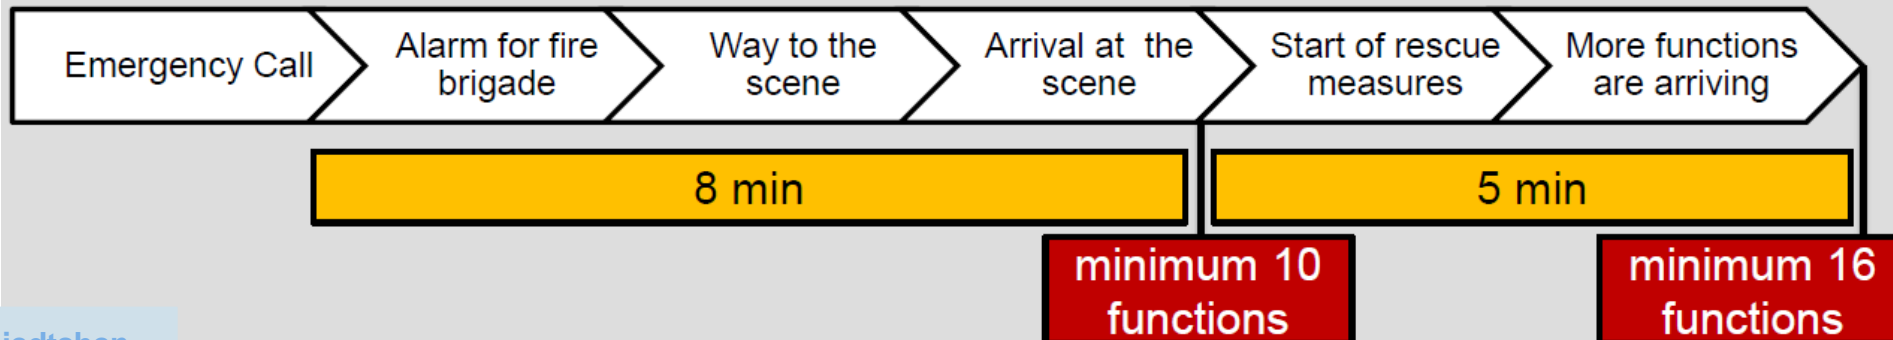 Emergency Call
Alarm for fire
brigade
Way to the
scene
Arrival at the
scene
Start of rescue
measures
More functions
are arriving
8 min
5 min
minimum 10
functions
minimum 16
functions